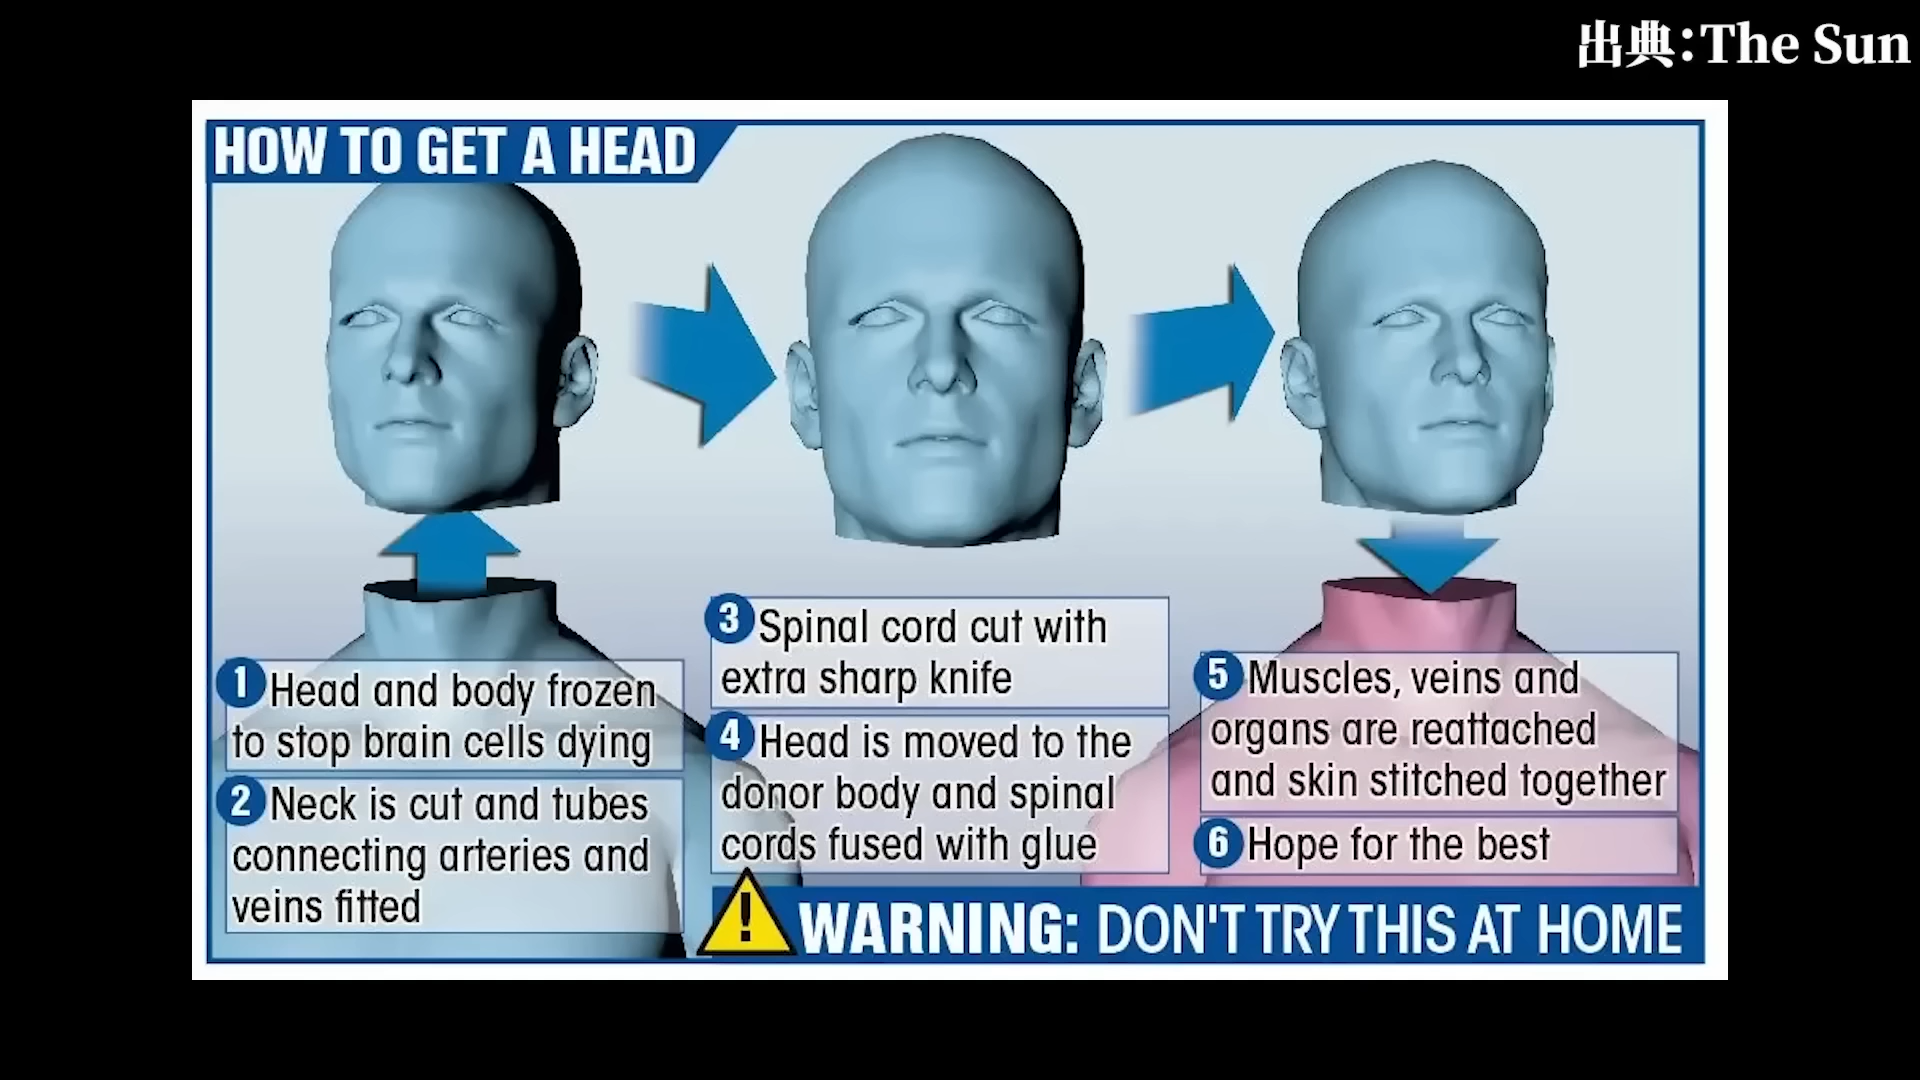 出典:The Sun
HOW TO GET A HEAD
1 Head and body frozen
to stop brain cells dying
2 Neck is cut and tubes
connecting arteries and
veins fitted
3 Spinal cord cut with
extra sharp knife
4 Head is moved to the
donor body and spinal
cords fused with glue
5 Muscles, veins and
organs are reattached
and skin stitched together
6 Hope for the best
! WARNING: DON'T TRY THIS AT HOME